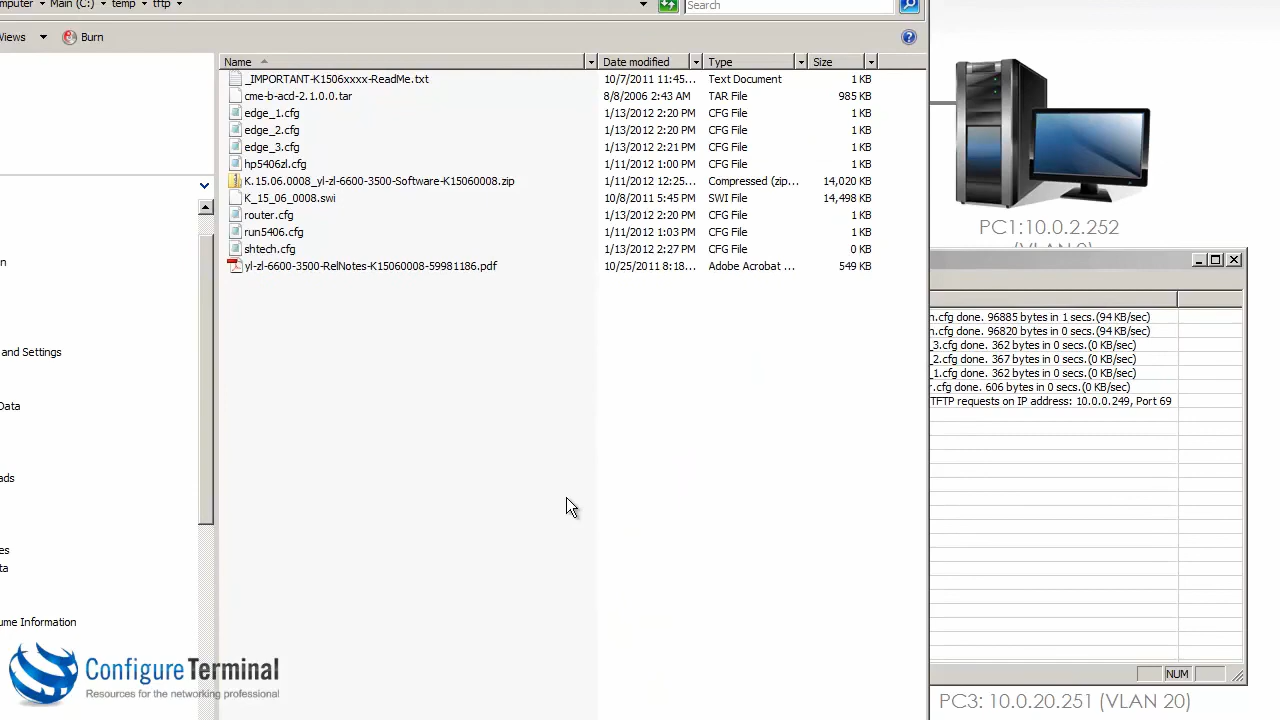 omputer ▾ Main (C:) ▾ temp ▾ tftp ▾
Search
iews
Burn
Name
Date modified
Type
Size
_IMPORTANT-K1506xxxx-ReadMe.txt 10/7/2011 11:45... Text Document 1 KB
cme-b-acd-2.1.0.0.tar 8/8/2006 2:43 AM TAR File 985 KB
edge_1.cfg 1/13/2012 2:20 PM CFG File 1 KB
edge_2.cfg 1/13/2012 2:20 PM CFG File 1 KB
edge_3.cfg 1/13/2012 2:21 PM CFG File 1 KB
hp5406zl.cfg 1/11/2012 1:00 PM CFG File 1 KB
K.15.06.0008_yl-zl-6600-3500-Software-K15060008.zip 1/11/2012 12:25... Compressed (zip... 14,020 KB
K_15_06_0008.swi 10/8/2011 5:45 PM SWI File 14,498 KB
router.cfg 1/13/2012 2:20 PM CFG File 1 KB
run5406.cfg 1/11/2012 1:03 PM CFG File 1 KB
shtech.cfg 1/13/2012 2:27 PM CFG File 0 KB
yl-zl-6600-3500-RelNotes-K15060008-59981186.pdf 10/25/2011 8:18... Adobe Acrobat ... 549 KB
n
and Settings
Data
ads
es
ta
ume Information
PC1:10.0.2.252
(VLAN 2)
n.cfg done. 96885 bytes in 1 secs.(94 KB/sec)
n.cfg done. 96820 bytes in 0 secs.(94 KB/sec)
_3.cfg done. 362 bytes in 0 secs.(0 KB/sec)
_2.cfg done. 367 bytes in 0 secs.(0 KB/sec)
_1.cfg done. 362 bytes in 0 secs.(0 KB/sec)
r.cfg done. 606 bytes in 0 secs.(0 KB/sec)
TFTP requests on IP address: 10.0.0.249, Port 69
NUM
PC3: 10.0.20.251 (VLAN 20)
ConfigureTerminal
Resources for the networking professional